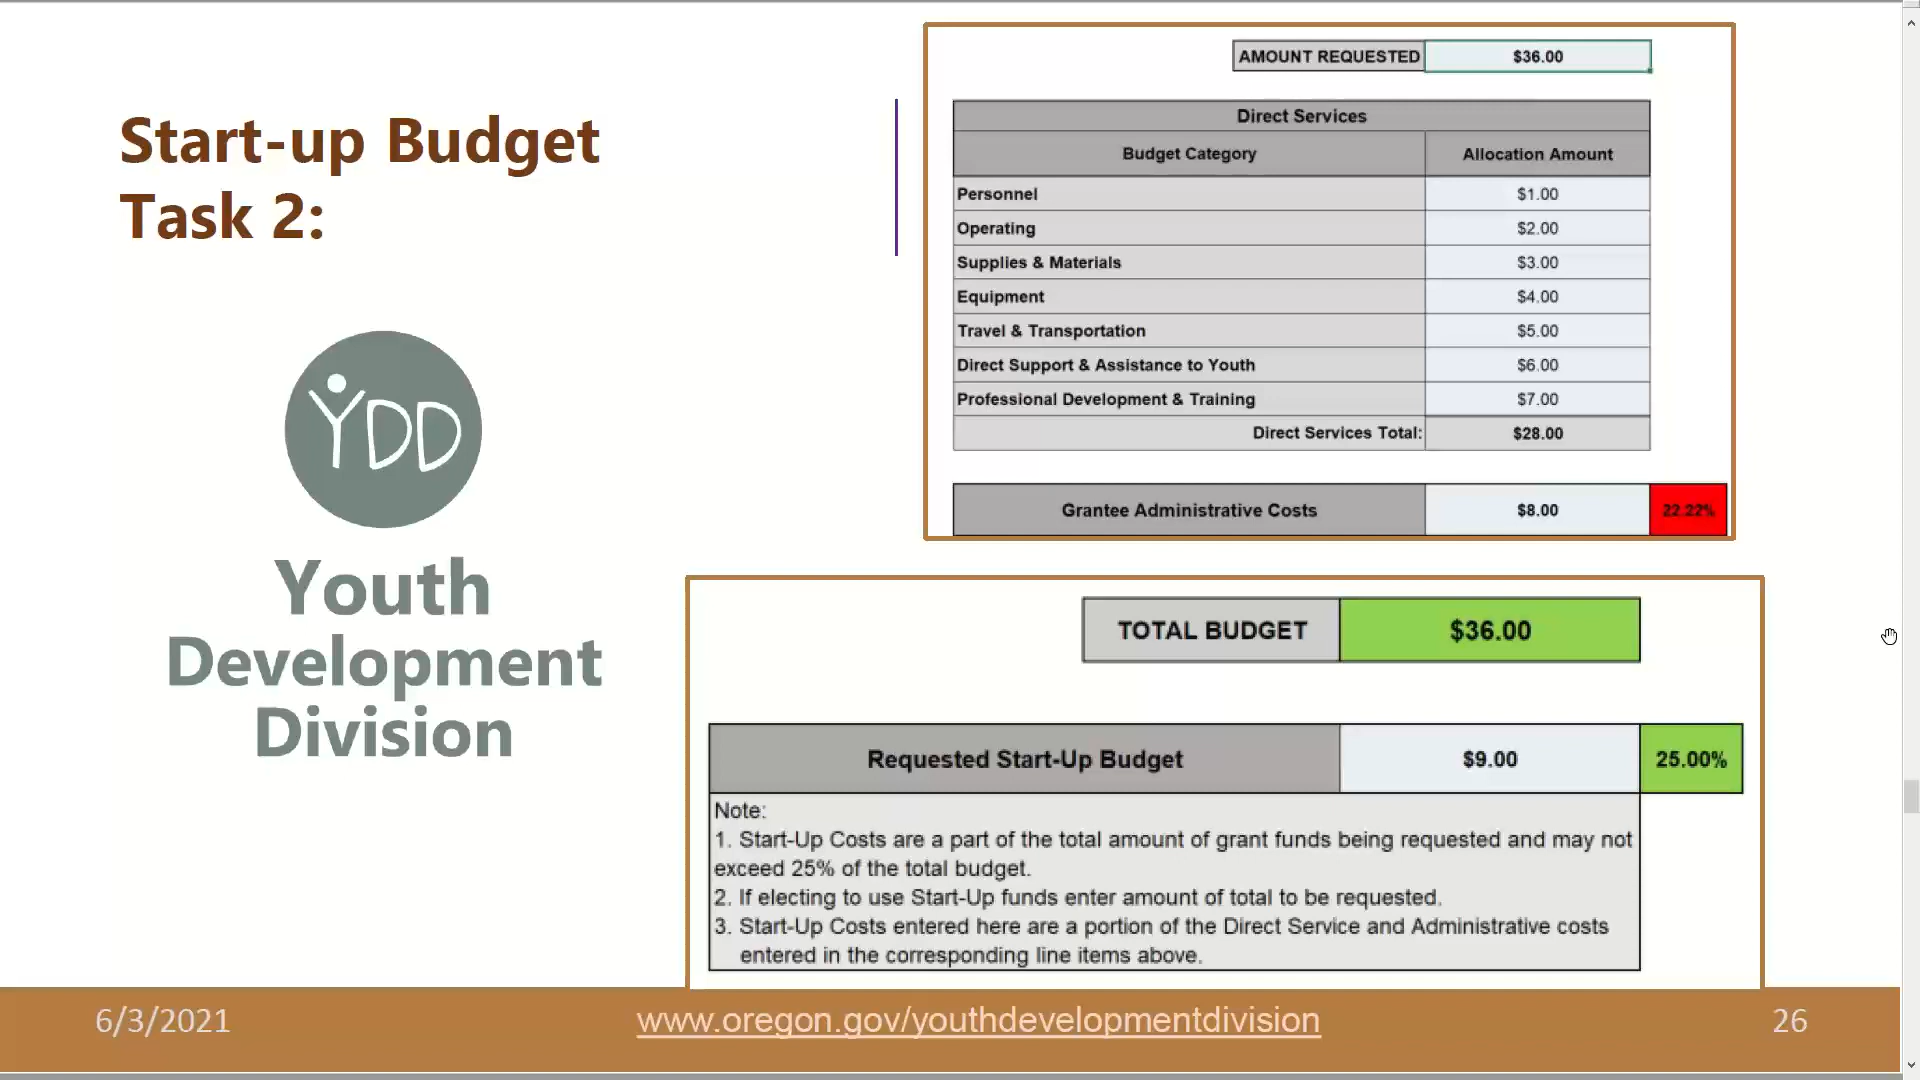 Start-up Budget
Task 2:
YDD
Youth
Development
Division
AMOUNT REQUESTED $36.00
Direct Services
Budget Category Allocation Amount
Personnel $1.00
Operating $2.00
Supplies & Materials $3.00
Equipment $4.00
Travel & Transportation $5.00
Direct Support & Assistance to Youth $6.00
Professional Development & Training $7.00
Direct Services Total: $28.00
Grantee Administrative Costs $8.00 22.22%
TOTAL BUDGET $36.00
Requested Start-Up Budget $9.00 25.00%
Note:
1. Start-Up Costs are a part of the total amount of grant funds being requested and may not
exceed 25% of the total budget.
2. If electing to use Start-Up funds enter amount of total to be requested.
3. Start-Up Costs entered here are a portion of the Direct Service and Administrative costs
entered in the corresponding line items above.
6/3/2021 www.oregon.gov/youthdevelopmentdivision 26